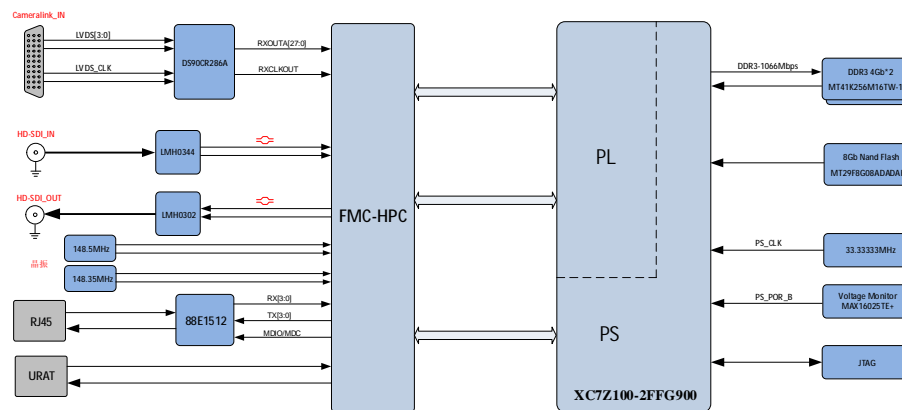 Cameralink_IN
LVDS[3:0]
LVDS_CLK
DS90CR286A
RXOUTA[27:0]
RXCLKOUT
HD-SDI_IN
LMH0344
HD-SDI_OUT
LMH0302
148.5MHz
晶振
148.35MHz
RJ45
88E1512
RX[3:0]
TX[3:0]
MDIO/MDC
URAT
FMC-HPC
PL
PS
XC7Z100-2FFG900
DDR3-1066Mbps
DDR3 4Gb*2
MT41K256M16TW-1
8Gb Nand Flash
MT29F8G08ADADA
PS_CLK
33.33333MHz
PS_POR_B
Voltage Monitor
MAX16025TE+
JTAG